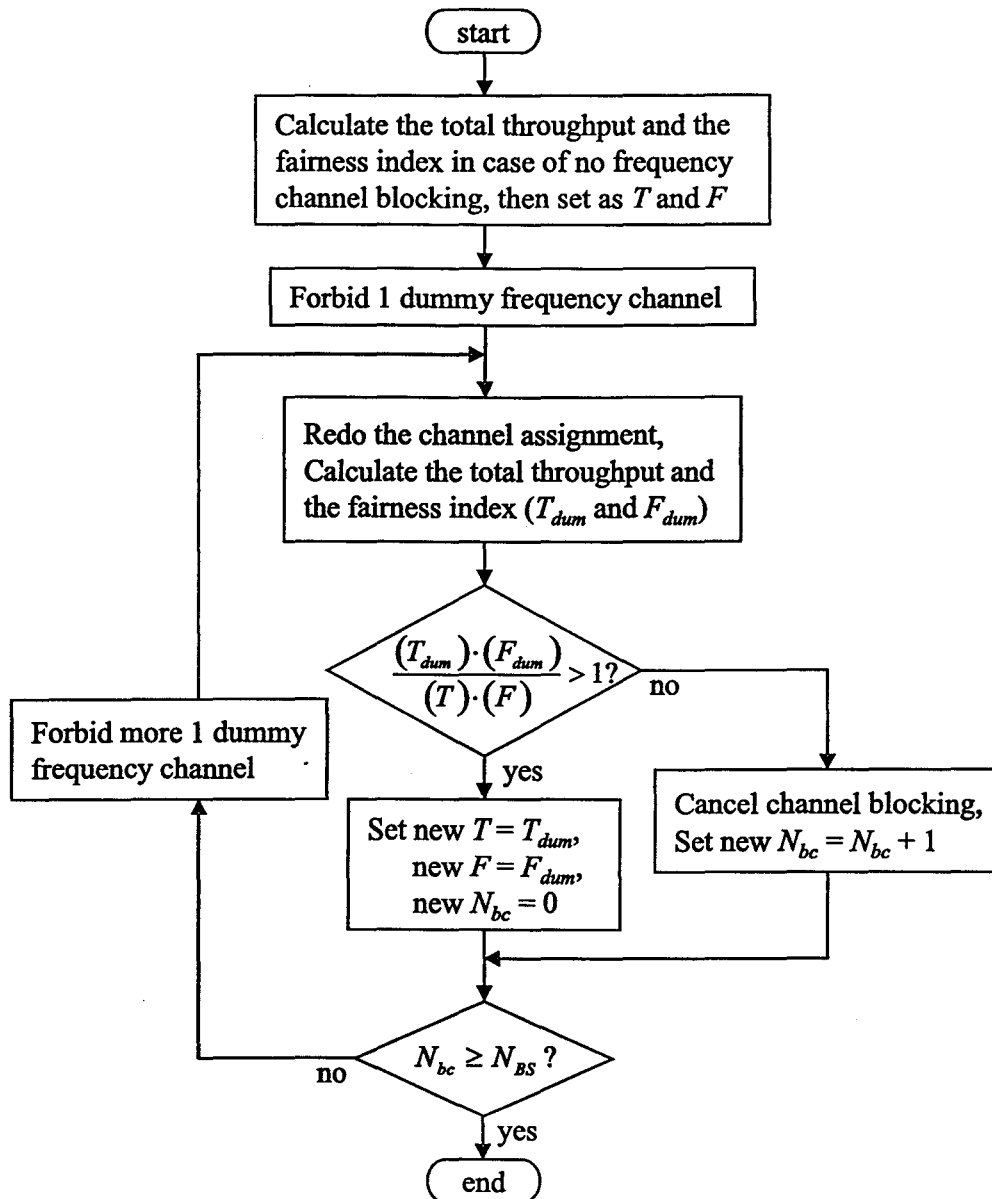 start
Calculate the total throughput and the
fairness index in case of no frequency
channel blocking, then set as T and F
Forbid 1 dummy frequency channel
Redo the channel assignment,
Calculate the total throughput and
the fairness index (T_dum and F_dum)
(T_dum)·(F_dum)
(T)·(F)
> 1?
no
yes
Forbid more 1 dummy
frequency channel
Set new T = T_dum,
new F = F_dum,
new N_bc = 0
Cancel channel blocking,
Set new N_bc = N_bc + 1
N_bc ≥ N_BS ?
no
yes
end